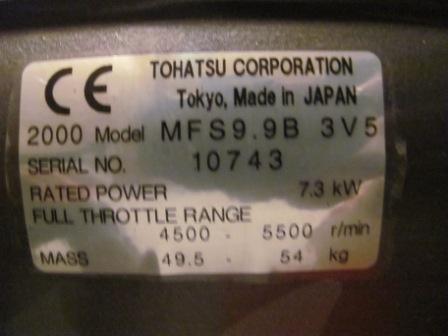 CE TOHATSU CORPORATION
Tokyo, Made in JAPAN
2000 Model MFS9.9B 3V5
SERIAL NO. 10743
RATED POWER 7.3 kW
FULL THROTTLE RANGE
4500 - 5500 r/min
MASS 49.5 - 54 kg